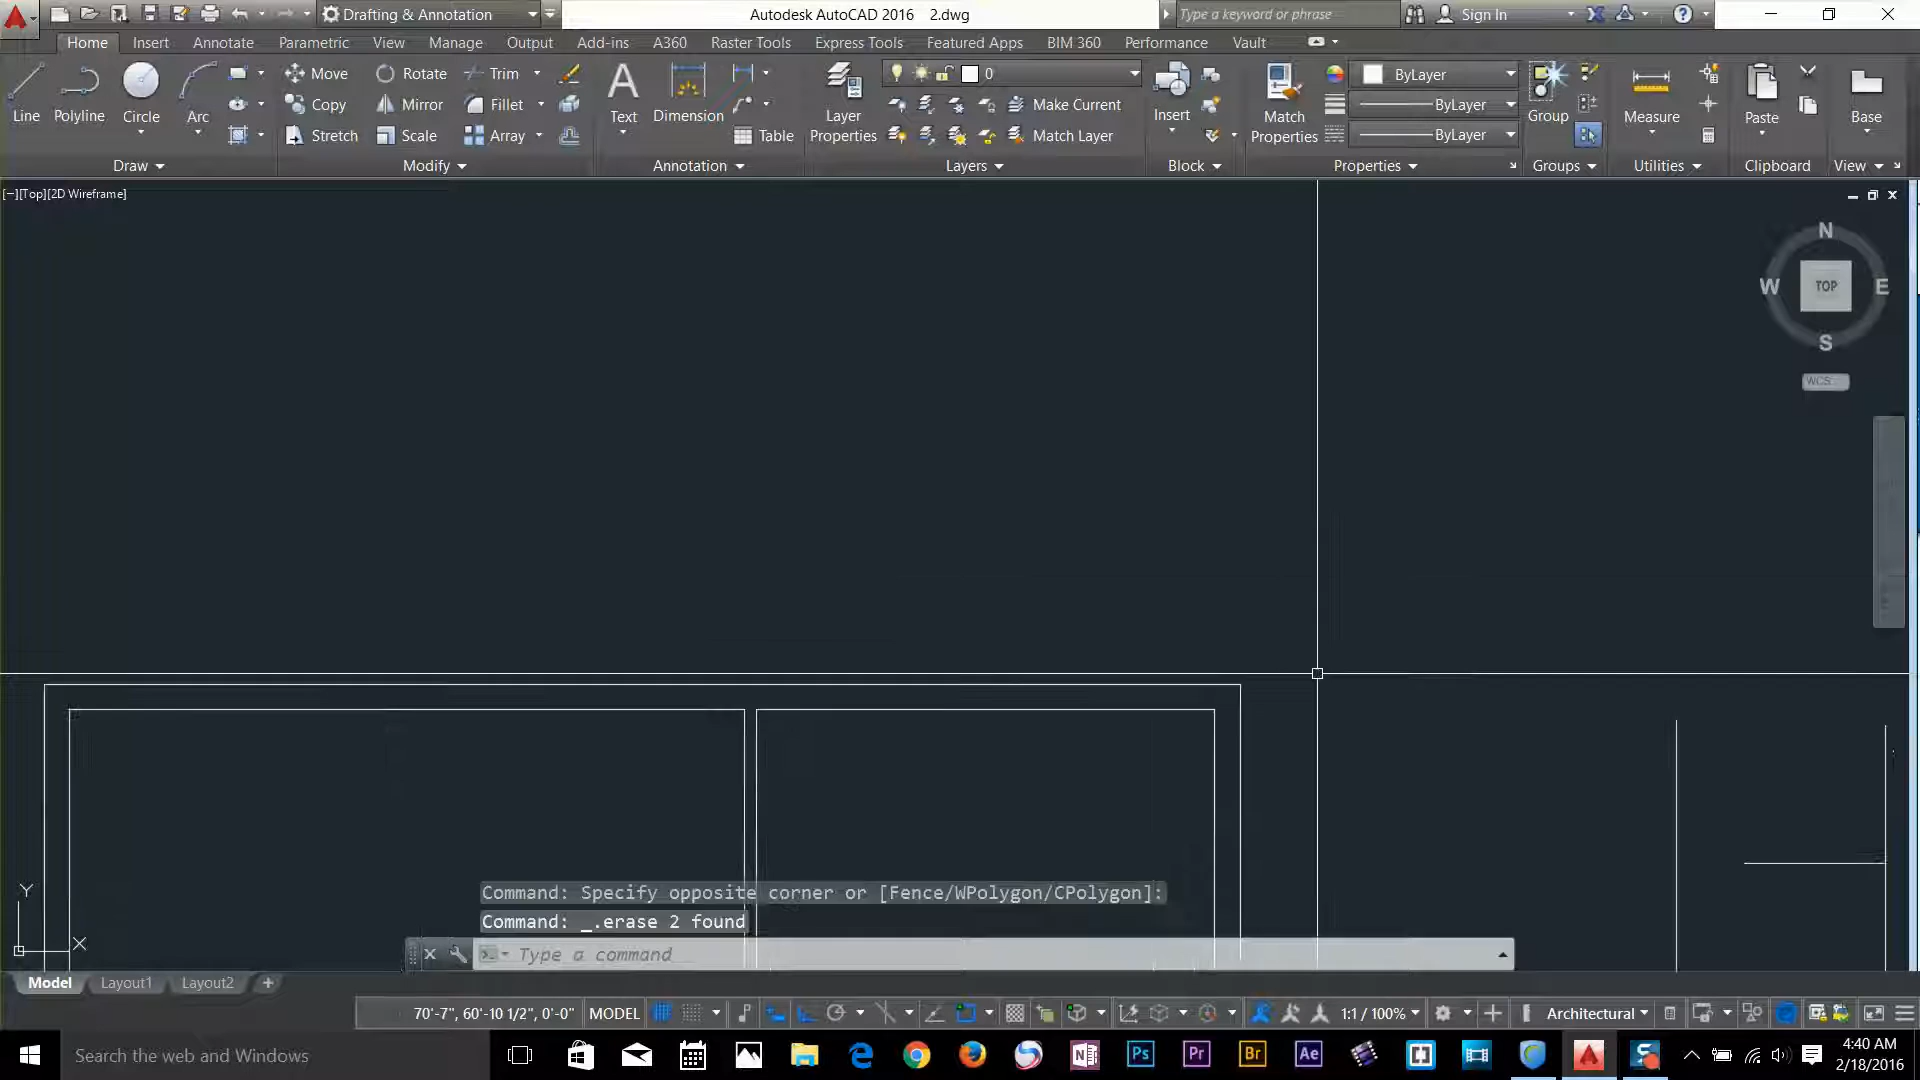 Drafting & Annotation
Autodesk AutoCAD 2016 2.dwg
Type a keyword or phrase
Sign In
Home Insert Annotate Parametric View Manage Output Add-ins A360 Raster Tools Express Tools Featured Apps BIM 360 Performance Vault
Line Polyline Circle Arc
Draw
Move Rotate Trim
Copy Mirror Fillet
Stretch Scale Array
Modify
Text Dimension Table
Annotation
Layer Properties
0
Make Current
Match Layer
Layers
Insert
Block
Match Properties
ByLayer
ByLayer
ByLayer
Properties
Group
Groups
Measure
Utilities
Paste
Clipboard
Base
View
[−][Top][2D Wireframe]
N
W TOP E
S
WCS
Y
X
Command: Specify opposite corner or [Fence/WPolygon/CPolygon]:
Command: _.erase 2 found
Type a command
Model Layout1 Layout2 +
70'-7", 60'-10 1/2", 0'-0" MODEL 1:1 / 100% Architectural
Search the web and Windows
N Ps Pr Br Ae S
4:40 AM
2/18/2016